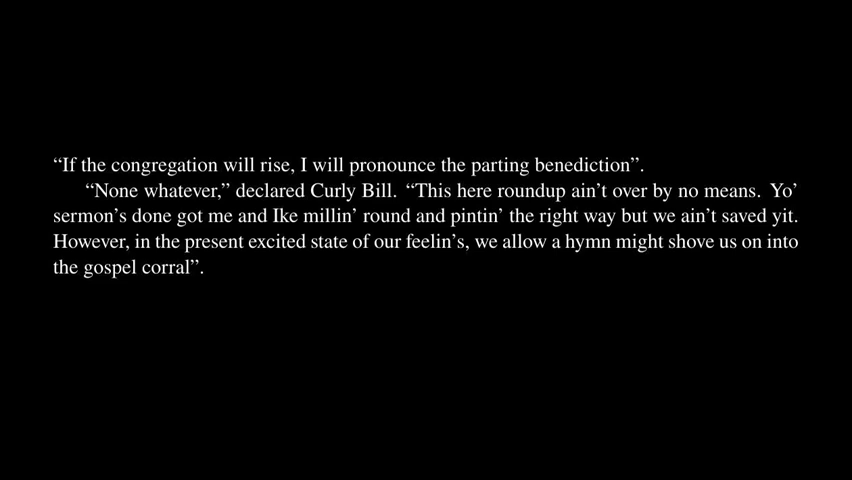 “If the congregation will rise, I will pronounce the parting benediction”.
“None whatever,” declared Curly Bill. “This here roundup ain’t over by no means. Yo’
sermon’s done got me and Ike millin’ round and pintin’ the right way but we ain’t saved yit.
However, in the present excited state of our feelin’s, we allow a hymn might shove us on into
the gospel corral”.